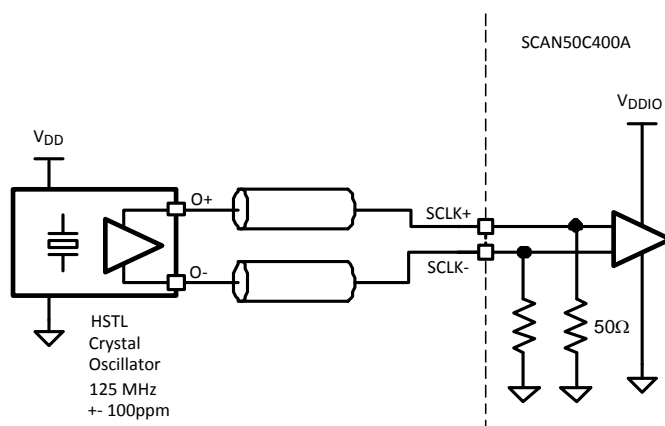 SCAN50C400A
VDDIO
VDD
O+
SCLK+
SCLK-
O-
50Ω
HSTL
Crystal
Oscillator
125 MHz
+- 100ppm